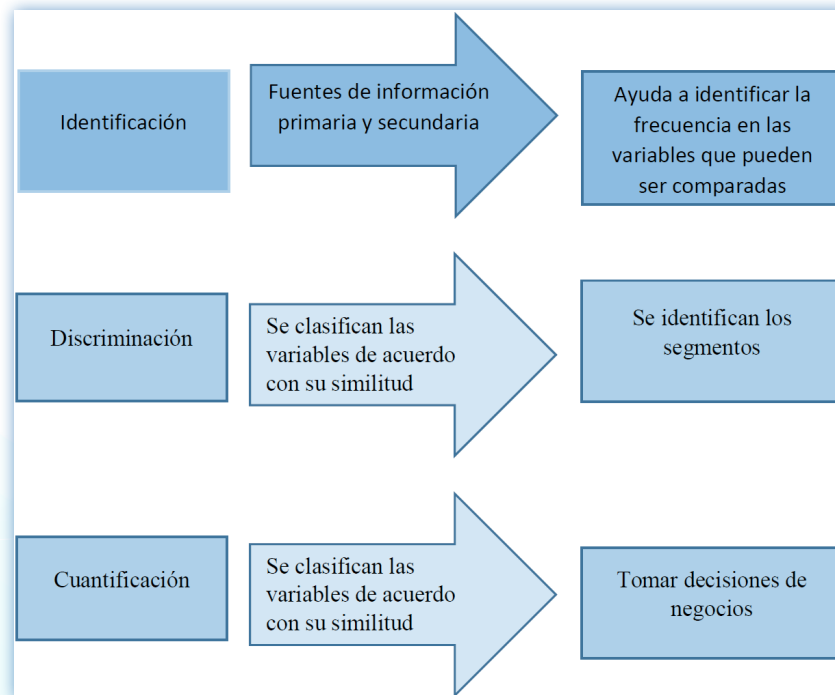 Identificación
Fuentes de información
primaria y secundaria
Ayuda a identificar la
frecuencia en las
variables que pueden
ser comparadas
Discriminación
Se clasifican las
variables de acuerdo
con su similitud
Se identifican los
segmentos
Cuantificación
Se clasifican las
variables de acuerdo
con su similitud
Tomar decisiones de
negocios